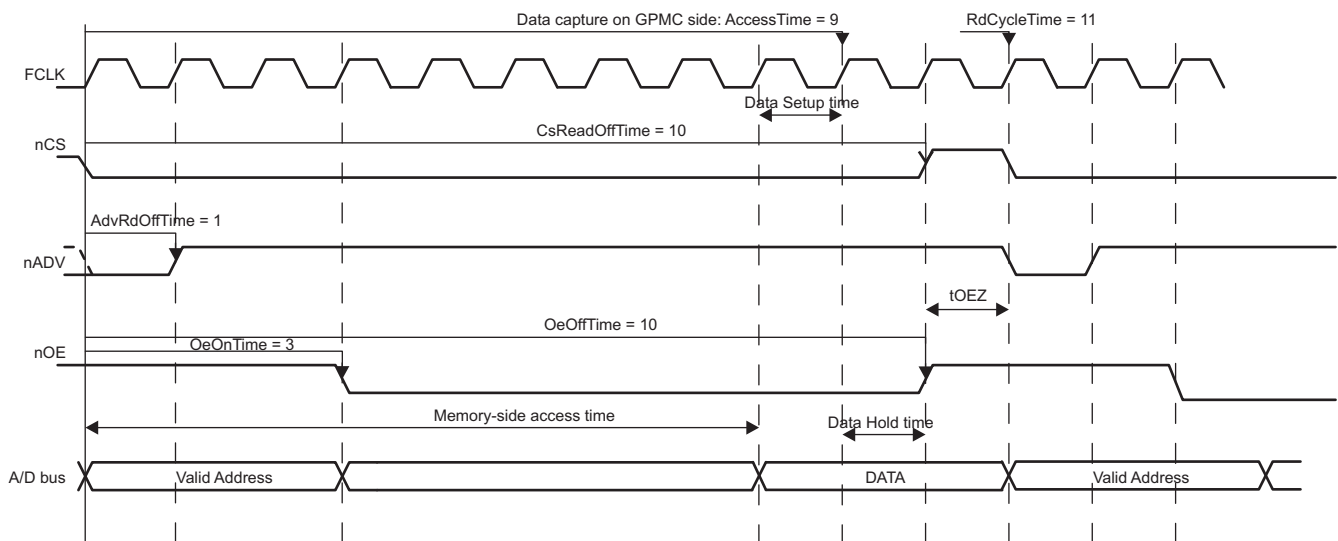 Data capture on GPMC side: AccessTime = 9
RdCycleTime = 11
FCLK
Data Setup time
CsReadOffTime = 10
nCS
AdvRdOffTime = 1
nADV
tOEZ
OeOffTime = 10
OeOnTime = 3
nOE
Memory-side access time
Data Hold time
A/D bus
Valid Address
DATA
Valid Address